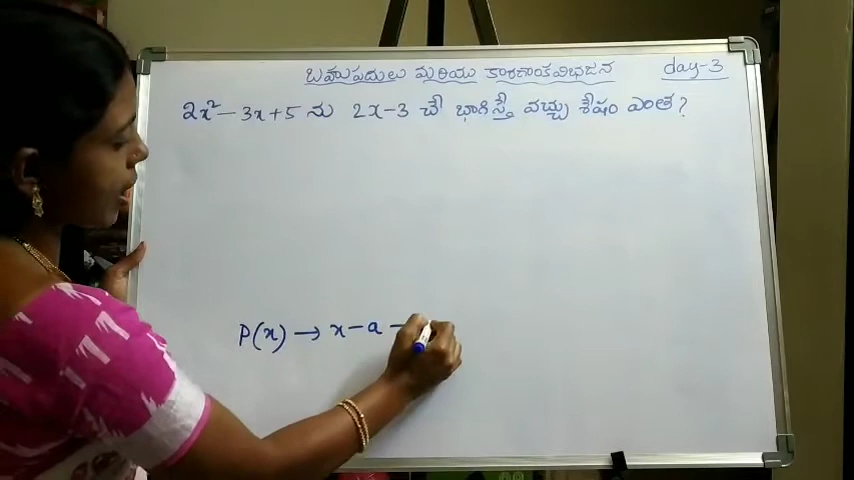 బహుపదులు మరియు కారణాంకవిభజన day-3
2x² - 3x + 5 ను 2x - 3 చే భాగిస్తే వచ్చు శేషం ఎంత?
P(x) → x - a -